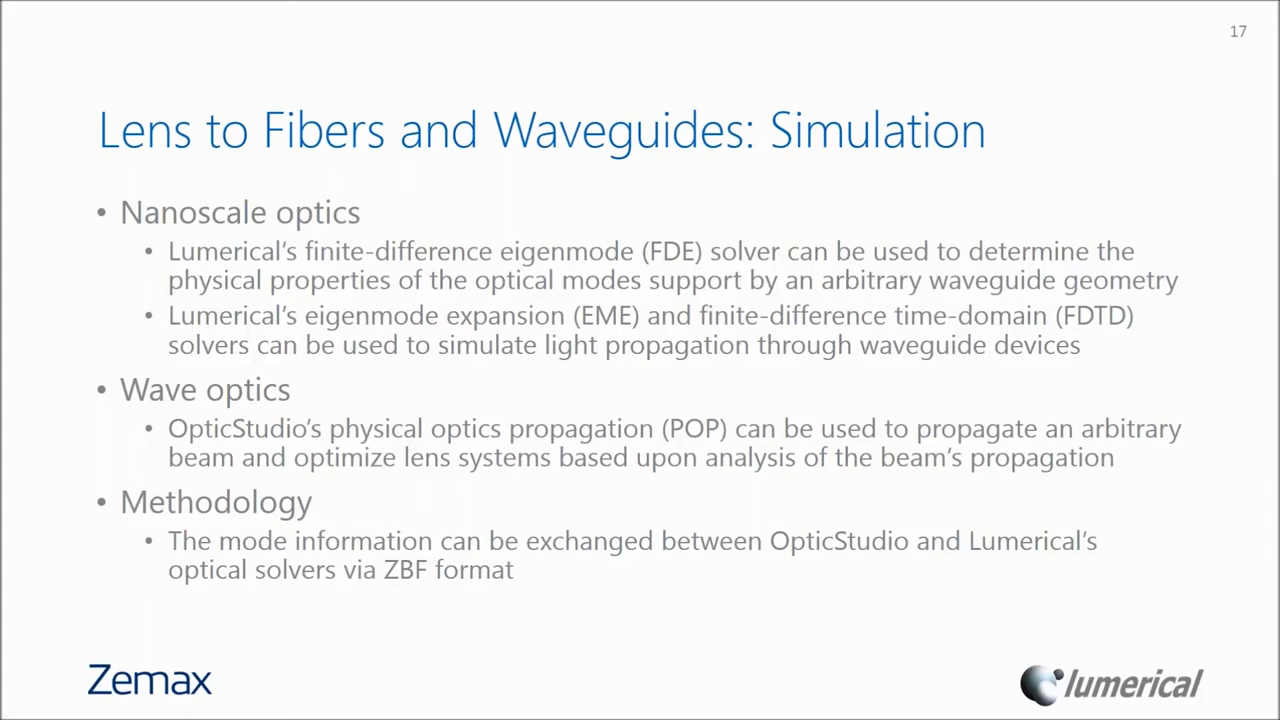 17
Lens to Fibers and Waveguides: Simulation
• Nanoscale optics
• Lumerical's finite-difference eigenmode (FDE) solver can be used to determine the
physical properties of the optical modes support by an arbitrary waveguide geometry
• Lumerical's eigenmode expansion (EME) and finite-difference time-domain (FDTD)
solvers can be used to simulate light propagation through waveguide devices
• Wave optics
• OpticStudio's physical optics propagation (POP) can be used to propagate an arbitrary
beam and optimize lens systems based upon analysis of the beam's propagation
• Methodology
• The mode information can be exchanged between OpticStudio and Lumerical's
optical solvers via ZBF format
Zemax
lumerical